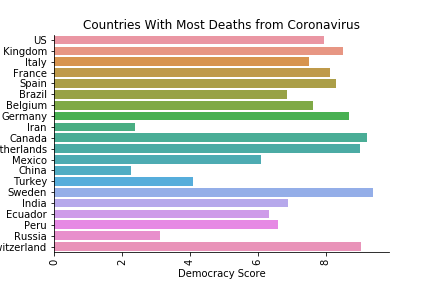 Countries With Most Deaths from Coronavirus
US
Kingdom
Italy
France
Spain
Brazil
Belgium
Germany
Iran
Canada
therlands
Mexico
China
Turkey
Sweden
India
Ecuador
Peru
Russia
witzerland
0 2 4 6 8
Democracy Score